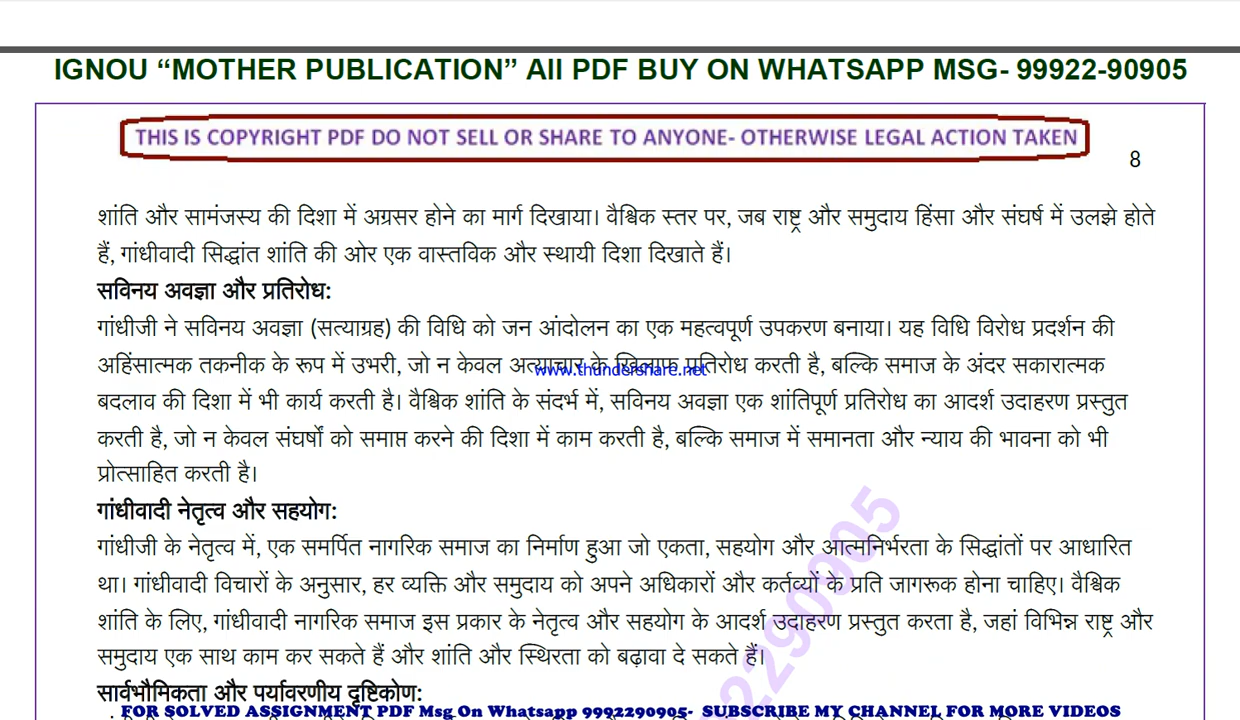 IGNOU “MOTHER PUBLICATION” All PDF BUY ON WHATSAPP MSG- 99922-90905
THIS IS COPYRIGHT PDF DO NOT SELL OR SHARE TO ANYONE- OTHERWISE LEGAL ACTION TAKEN
8
शांति और सामंजस्य की दिशा में अग्रसर होने का मार्ग दिखाया। वैश्विक स्तर पर, जब राष्ट्र और समुदाय हिंसा और संघर्ष में उलझे होते
हैं, गांधीवादी सिद्धांत शांति की ओर एक वास्तविक और स्थायी दिशा दिखाते हैं।
सविनय अवज्ञा और प्रतिरोध:
गांधीजी ने सविनय अवज्ञा (सत्याग्रह) की विधि को जन आंदोलन का एक महत्वपूर्ण उपकरण बनाया। यह विधि विरोध प्रदर्शन की
अहिंसात्मक तकनीक के रूप में उभरी, जो न केवल अत्याचार के खिलाफ प्रतिरोध करती है, बल्कि समाज के अंदर सकारात्मक
www.thundershare.net
बदलाव की दिशा में भी कार्य करती है। वैश्विक शांति के संदर्भ में, सविनय अवज्ञा एक शांतिपूर्ण प्रतिरोध का आदर्श उदाहरण प्रस्तुत
करती है, जो न केवल संघर्षों को समाप्त करने की दिशा में काम करती है, बल्कि समाज में समानता और न्याय की भावना को भी
प्रोत्साहित करती है।
गांधीवादी नेतृत्व और सहयोग:
गांधीजी के नेतृत्व में, एक समर्पित नागरिक समाज का निर्माण हुआ जो एकता, सहयोग और आत्मनिर्भरता के सिद्धांतों पर आधारित
था। गांधीवादी विचारों के अनुसार, हर व्यक्ति और समुदाय को अपने अधिकारों और कर्तव्यों के प्रति जागरूक होना चाहिए। वैश्विक
शांति के लिए, गांधीवादी नागरिक समाज इस प्रकार के नेतृत्व और सहयोग के आदर्श उदाहरण प्रस्तुत करता है, जहां विभिन्न राष्ट्र और
समुदाय एक साथ काम कर सकते हैं और शांति और स्थिरता को बढ़ावा दे सकते हैं।
सार्वभौमिकता और पर्यावरणीय दृष्टिकोण:
FOR SOLVED ASSIGNMENT PDF Msg On Whatsapp 9992290905- SUBSCRIBE MY CHANNEL FOR MORE VIDEOS